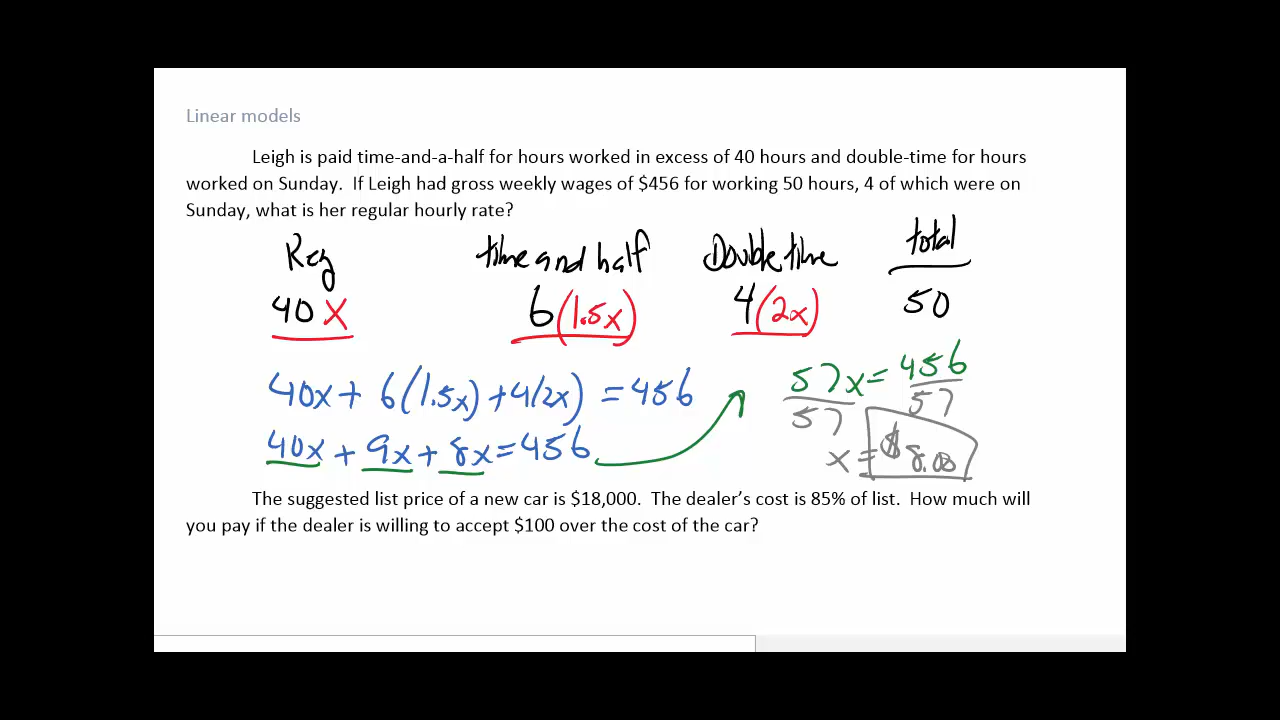 Linear models
Leigh is paid time-and-a-half for hours worked in excess of 40 hours and double-time for hours
worked on Sunday. If Leigh had gross weekly wages of $456 for working 50 hours, 4 of which were on
Sunday, what is her regular hourly rate?
Reg time and half Double time total
40 x 6(1.5x) 4(2x) 50
40x + 6(1.5x) + 4(2x) = 456
40x + 9x + 8x = 456
57x = 456
57 57
x = $8.00
The suggested list price of a new car is $18,000. The dealer's cost is 85% of list. How much will
you pay if the dealer is willing to accept $100 over the cost of the car?